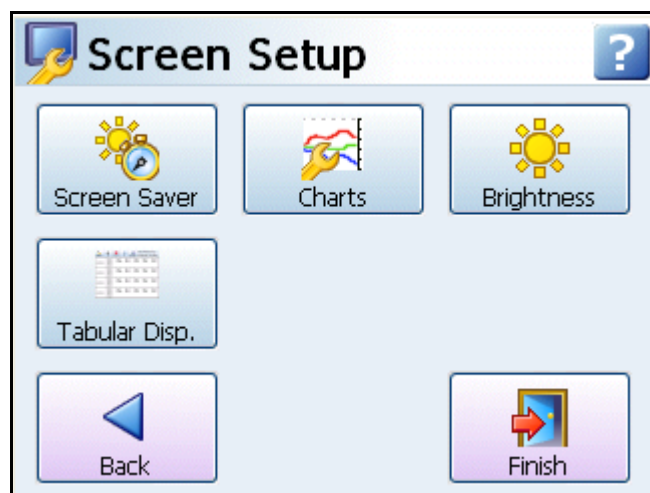 Screen Setup ?
Screen Saver Charts Brightness
Tabular Disp.
Back Finish